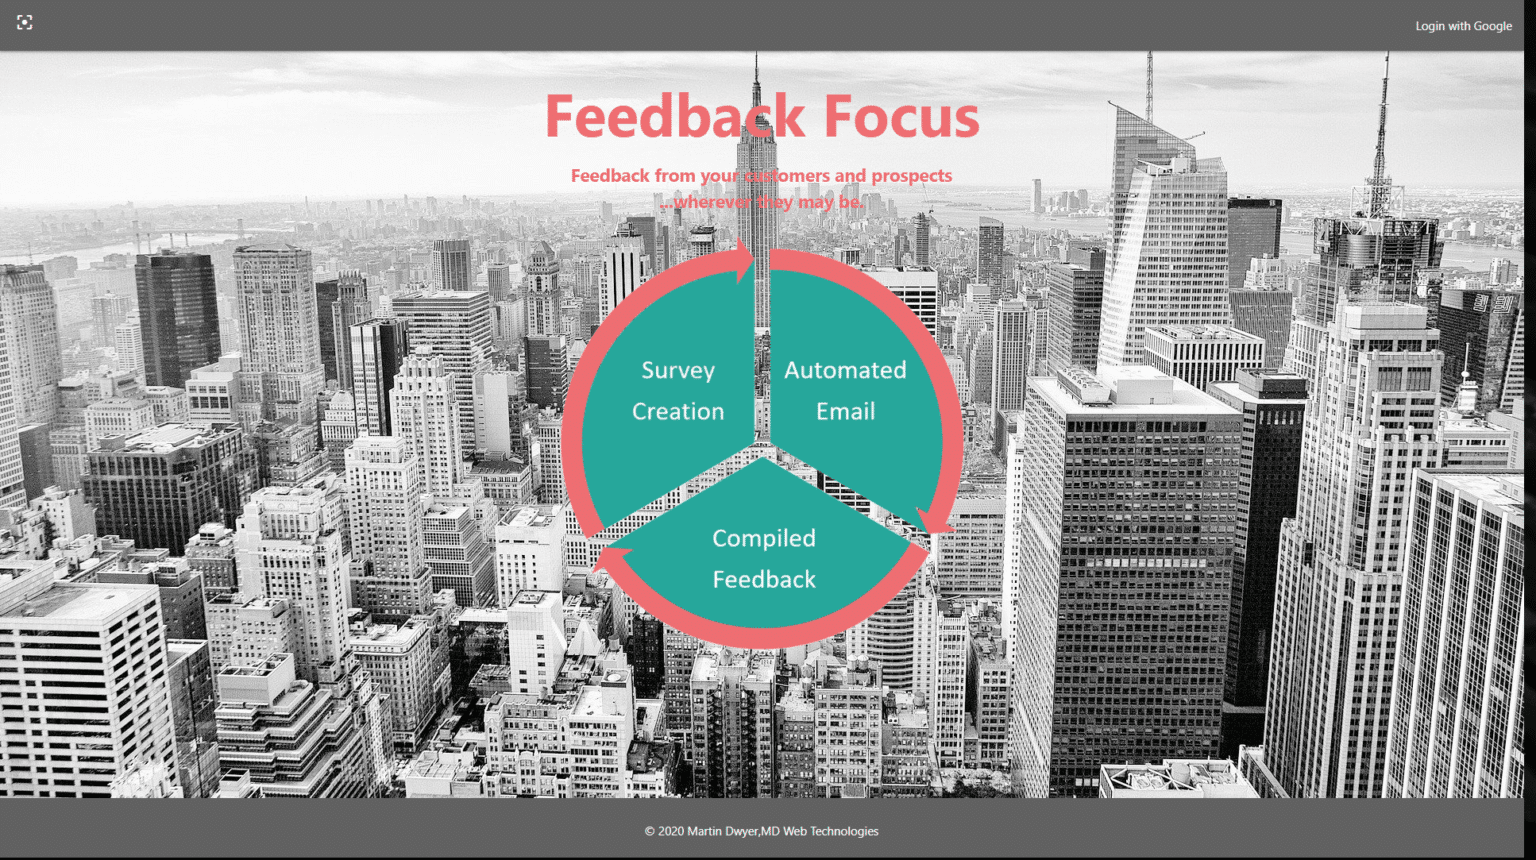 Login with Google
Feedback Focus
Feedback from your customers and prospects
...wherever they may be.
Survey
Creation
Automated
Email
Compiled
Feedback
© 2020 Martin Dwyer,MD Web Technologies